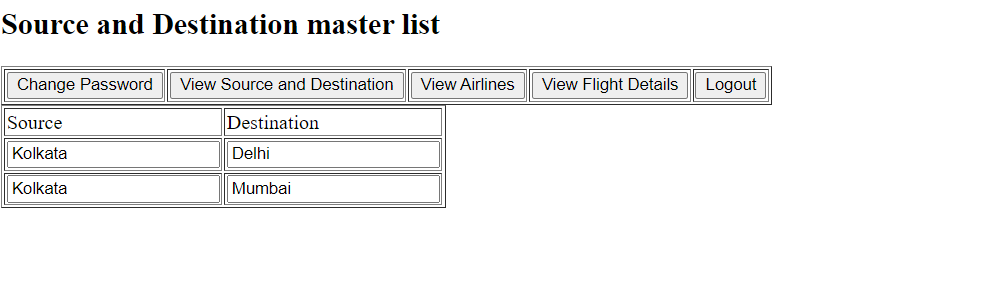 Source and Destination master list
Change Password View Source and Destination View Airlines View Flight Details Logout
Source Destination
Kolkata Delhi
Kolkata Mumbai